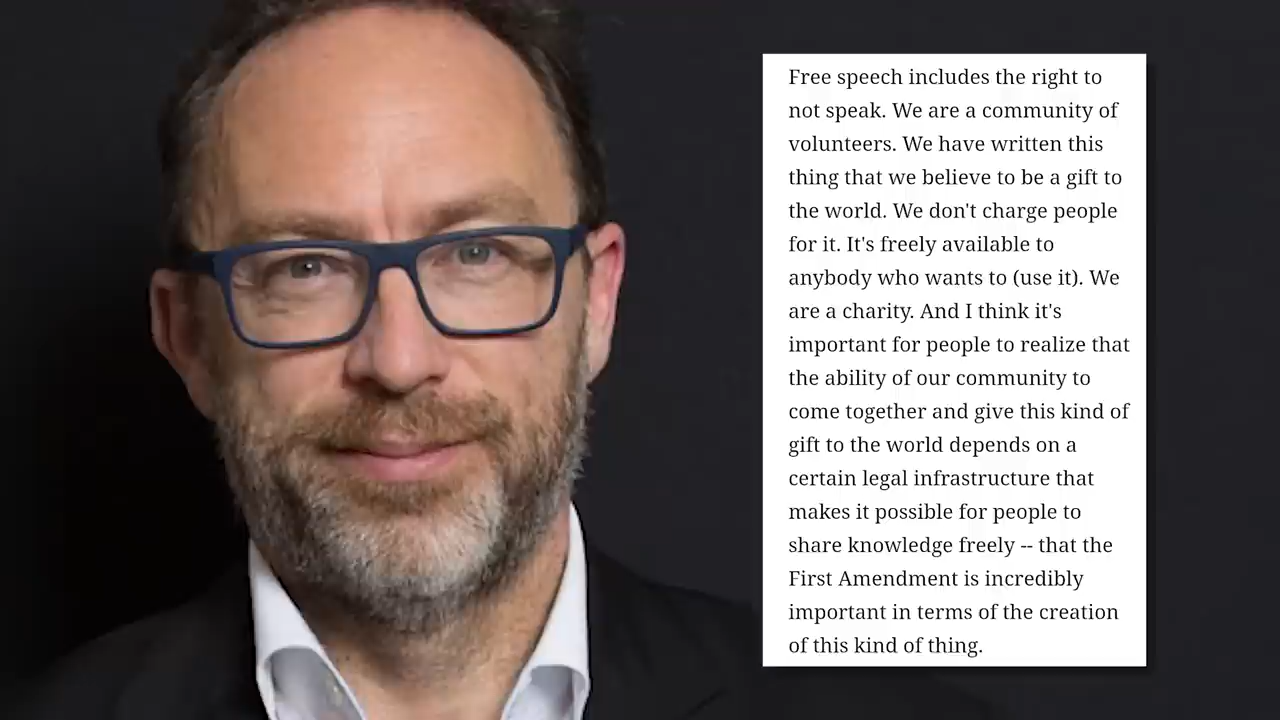 Free speech includes the right to
not speak. We are a community of
volunteers. We have written this
thing that we believe to be a gift to
the world. We don't charge people
for it. It's freely available to
anybody who wants to (use it). We
are a charity. And I think it's
important for people to realize that
the ability of our community to
come together and give this kind of
gift to the world depends on a
certain legal infrastructure that
makes it possible for people to
share knowledge freely -- that the
First Amendment is incredibly
important in terms of the creation
of this kind of thing.